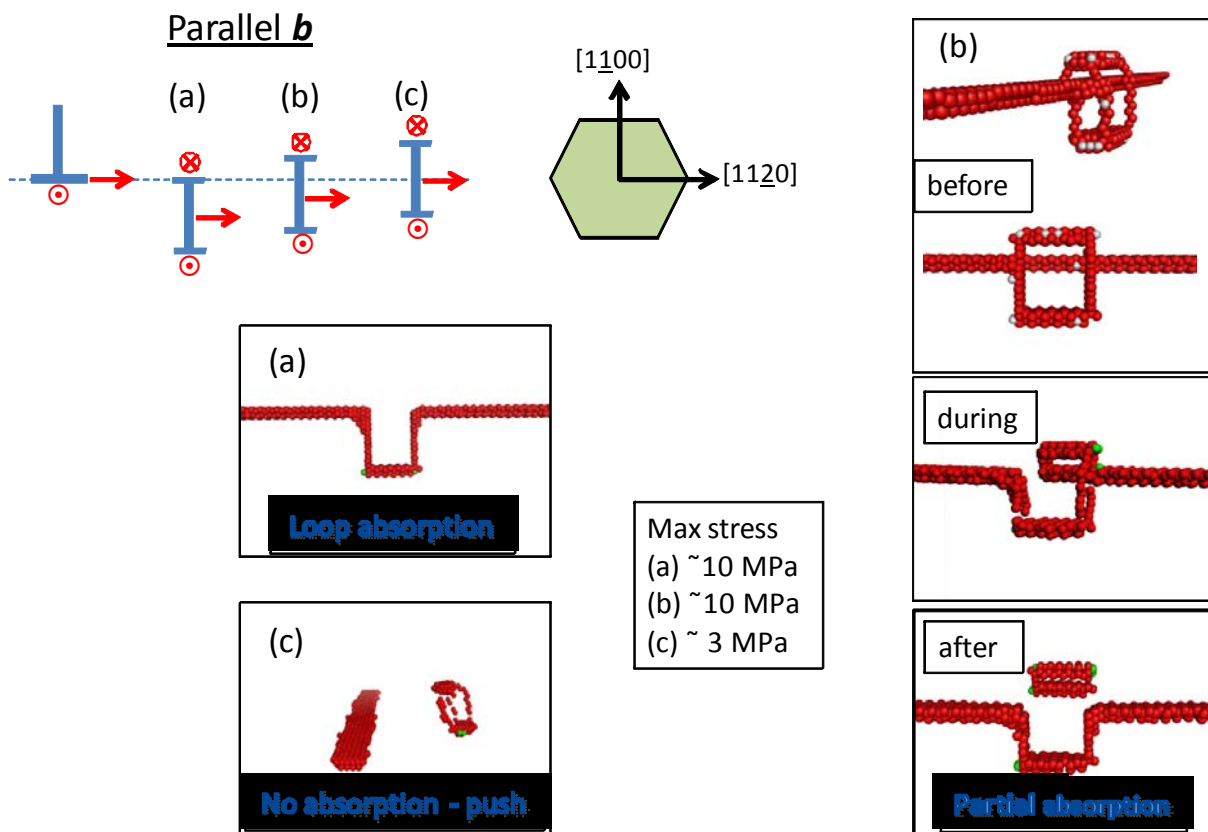 Parallel b
(a)
(b)
(c)
[1100]
[1120]
(b)
before
during
after
Partial absorption
(a)
Loop absorption
Max stress
(a) ~10 MPa
(b) ~10 MPa
(c) ~ 3 MPa
(c)
No absorption - push